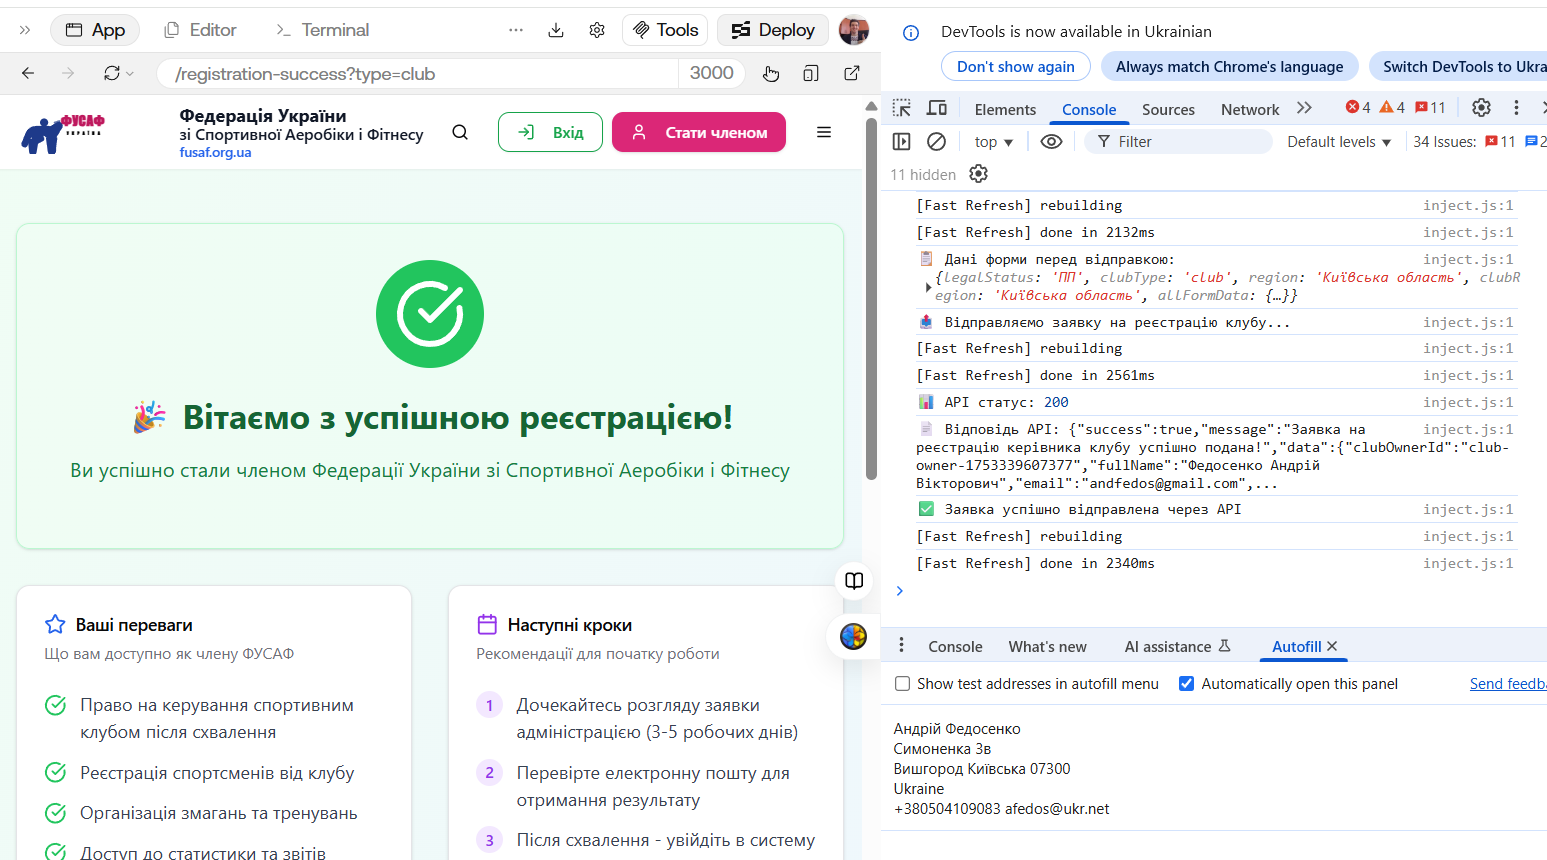 App
Editor
Terminal
Tools
Deploy
/registration-success?type=club
3000
ФУСАФ
УКРАЇНА
Федерація України
зі Спортивної Аеробіки і Фітнесу
fusaf.org.ua
Вхід
Стати членом
Вітаємо з успішною реєстрацією!
Ви успішно стали членом Федерації України зі Спортивної Аеробіки і Фітнесу
Ваші переваги
Що вам доступно як члену ФУСАФ
Право на керування спортивним
клубом після схвалення
Реєстрація спортсменів від клубу
Організація змагань та тренувань
Доступ до статистики та звітів
Наступні кроки
Рекомендації для початку роботи
1 Дочекайтесь розгляду заявки
адміністрацією (3-5 робочих днів)
2 Перевірте електронну пошту для
отримання результату
3 Після схвалення - увійдіть в систему
DevTools is now available in Ukrainian
Don't show again
Always match Chrome's language
Switch DevTools to Ukra
Elements
Console
Sources
Network
4
4
11
top
Filter
Default levels
34 Issues:
11
2
11 hidden
[Fast Refresh] rebuilding inject.js:1
[Fast Refresh] done in 2132ms inject.js:1
Дані форми перед відправкою: inject.js:1
{legalStatus: 'ПП', clubType: 'club', region: 'Київська область', clubR
egion: 'Київська область', allFormData: {…}}
Відправляємо заявку на реєстрацію клубу... inject.js:1
[Fast Refresh] rebuilding inject.js:1
[Fast Refresh] done in 2561ms inject.js:1
API статус: 200 inject.js:1
Відповідь API: {"success":true,"message":"Заявка на inject.js:1
реєстрацію керівника клубу успішно подана!","data":{"clubOwnerId":"club-
owner-1753339607377","fullName":"Федосенко Андрій
Вікторович","email":"andfedos@gmail.com",...
Заявка успішно відправлена через API inject.js:1
[Fast Refresh] rebuilding inject.js:1
[Fast Refresh] done in 2340ms inject.js:1
Console
What's new
AI assistance
Autofill
Show test addresses in autofill menu
Automatically open this panel
Send feedba
Андрій Федосенко
Симоненка 3в
Вишгород Київська 07300
Ukraine
+380504109083 afedos@ukr.net